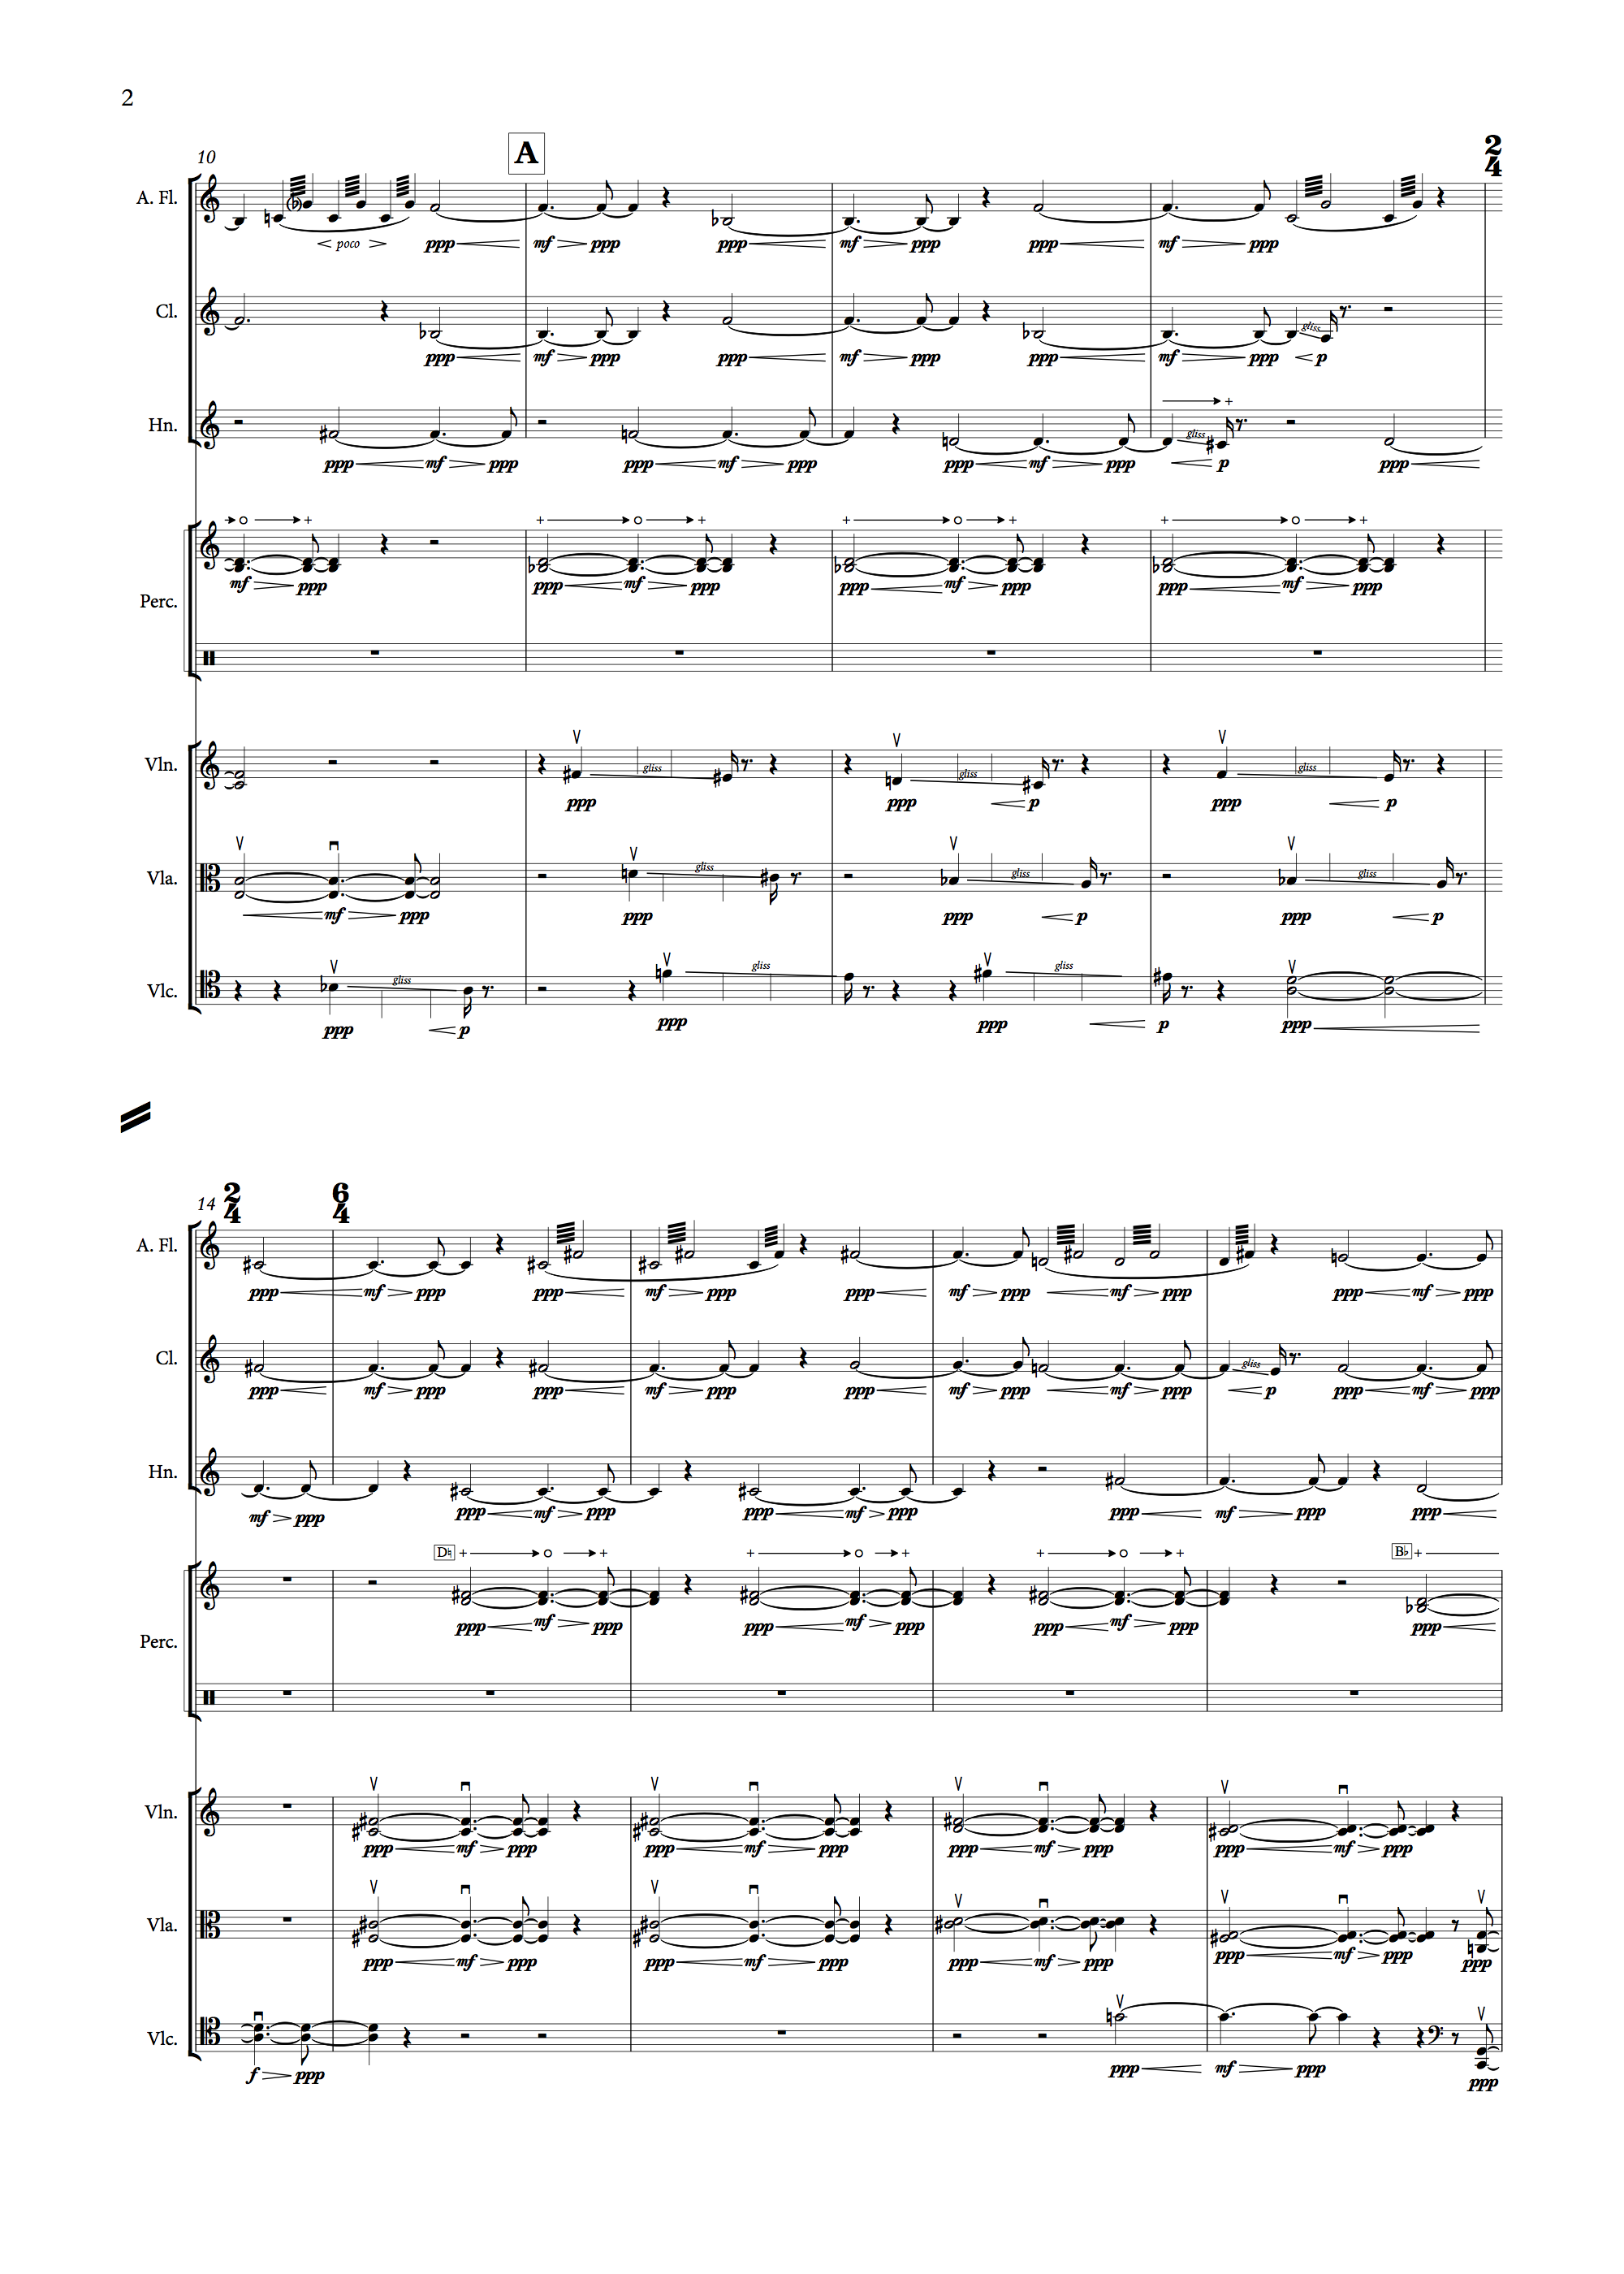 2
10
A
2
4
A. Fl.
poco
ppp mf ppp ppp mf ppp ppp mf ppp
Cl.
gliss
ppp mf ppp ppp mf ppp ppp mf ppp p
Hn.
+
gliss
ppp mf ppp ppp mf ppp ppp mf ppp p ppp
o + + o + + o + + o +
mf ppp ppp mf ppp ppp mf ppp ppp mf ppp
Perc.
Vln.
gliss gliss gliss
ppp ppp p ppp p
Vla.
gliss gliss gliss
mf ppp ppp ppp p ppp p
Vlc.
gliss gliss gliss
ppp p ppp ppp p ppp
14
2
4
6
4
A. Fl.
ppp mf ppp ppp mf ppp ppp mf ppp mf ppp ppp mf ppp
Cl.
gliss
ppp mf ppp ppp mf ppp ppp mf ppp mf ppp p ppp mf ppp
Hn.
mf ppp ppp mf ppp ppp mf ppp ppp mf ppp ppp
D♮ + o + + o + + o + B♭ +
ppp mf ppp ppp mf ppp ppp mf ppp ppp
Perc.
Vln.
ppp mf ppp ppp mf ppp ppp mf ppp ppp mf ppp
Vla.
ppp mf ppp ppp mf ppp ppp mf ppp ppp mf ppp ppp
Vlc.
f ppp ppp mf ppp ppp